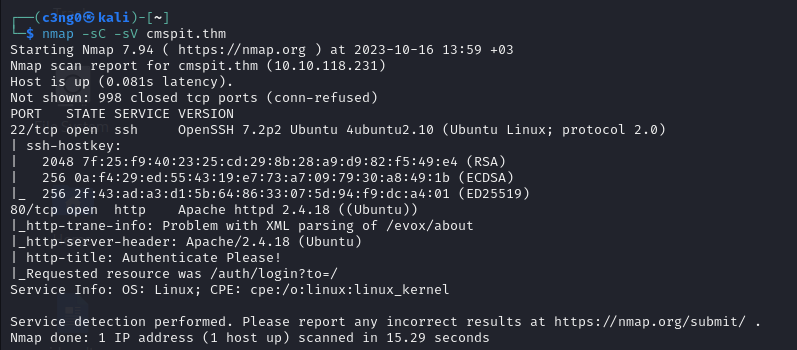 ┌──(c3ng0㉿kali)-[~]
└─$ nmap -sC -sV cmspit.thm
Starting Nmap 7.94 ( https://nmap.org ) at 2023-10-16 13:59 +03
Nmap scan report for cmspit.thm (10.10.118.231)
Host is up (0.081s latency).
Not shown: 998 closed tcp ports (conn-refused)
PORT   STATE SERVICE VERSION
22/tcp open  ssh     OpenSSH 7.2p2 Ubuntu 4ubuntu2.10 (Ubuntu Linux; protocol 2.0)
| ssh-hostkey:
|   2048 7f:25:f9:40:23:25:cd:29:8b:28:a9:d9:82:f5:49:e4 (RSA)
|   256 0a:f4:29:ed:55:43:19:e7:73:a7:09:79:30:a8:49:1b (ECDSA)
|_  256 2f:43:ad:a3:d1:5b:64:86:33:07:5d:94:f9:dc:a4:01 (ED25519)
80/tcp open  http    Apache httpd 2.4.18 ((Ubuntu))
|_http-trane-info: Problem with XML parsing of /evox/about
|_http-server-header: Apache/2.4.18 (Ubuntu)
| http-title: Authenticate Please!
|_Requested resource was /auth/login?to=/
Service Info: OS: Linux; CPE: cpe:/o:linux:linux_kernel

Service detection performed. Please report any incorrect results at https://nmap.org/submit/ .
Nmap done: 1 IP address (1 host up) scanned in 15.29 seconds